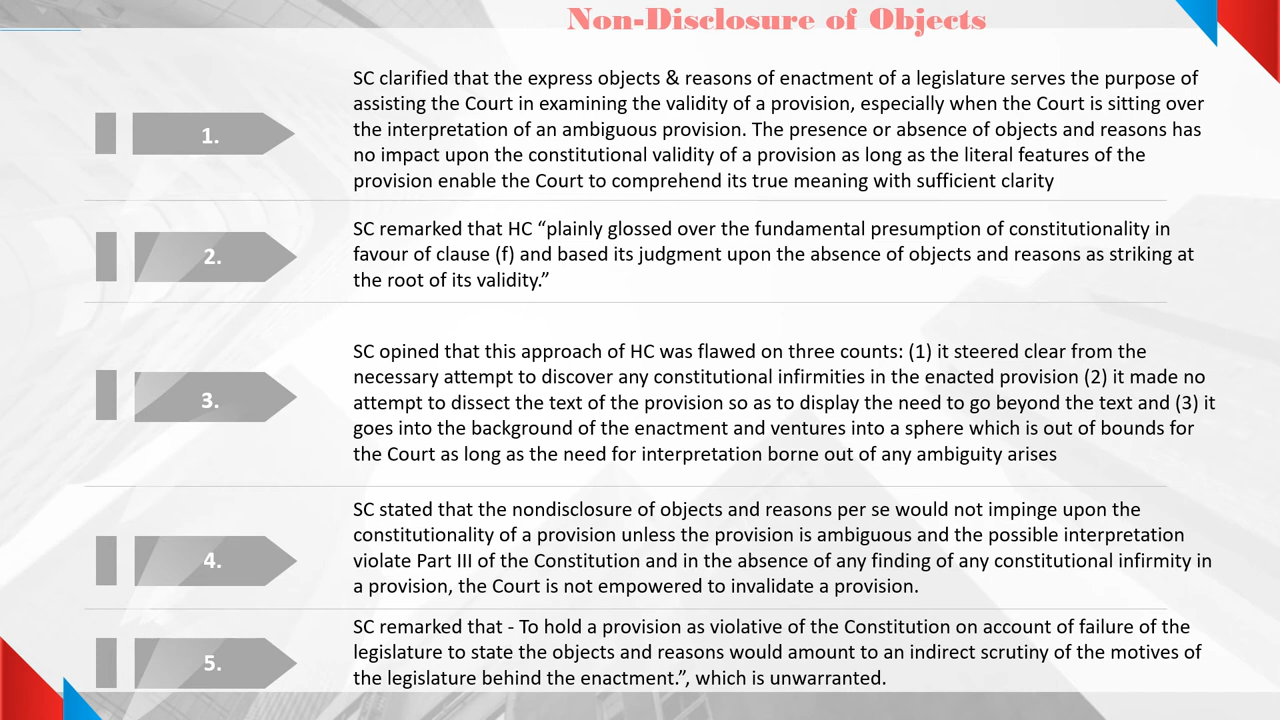 Non-Disclosure of Objects
1.
SC clarified that the express objects & reasons of enactment of a legislature serves the purpose of
assisting the Court in examining the validity of a provision, especially when the Court is sitting over
the interpretation of an ambiguous provision. The presence or absence of objects and reasons has
no impact upon the constitutional validity of a provision as long as the literal features of the
provision enable the Court to comprehend its true meaning with sufficient clarity
2.
SC remarked that HC “plainly glossed over the fundamental presumption of constitutionality in
favour of clause (f) and based its judgment upon the absence of objects and reasons as striking at
the root of its validity.”
3.
SC opined that this approach of HC was flawed on three counts: (1) it steered clear from the
necessary attempt to discover any constitutional infirmities in the enacted provision (2) it made no
attempt to dissect the text of the provision so as to display the need to go beyond the text and (3) it
goes into the background of the enactment and ventures into a sphere which is out of bounds for
the Court as long as the need for interpretation borne out of any ambiguity arises
4.
SC stated that the nondisclosure of objects and reasons per se would not impinge upon the
constitutionality of a provision unless the provision is ambiguous and the possible interpretation
violate Part III of the Constitution and in the absence of any finding of any constitutional infirmity in
a provision, the Court is not empowered to invalidate a provision.
5.
SC remarked that - To hold a provision as violative of the Constitution on account of failure of the
legislature to state the objects and reasons would amount to an indirect scrutiny of the motives of
the legislature behind the enactment.”, which is unwarranted.